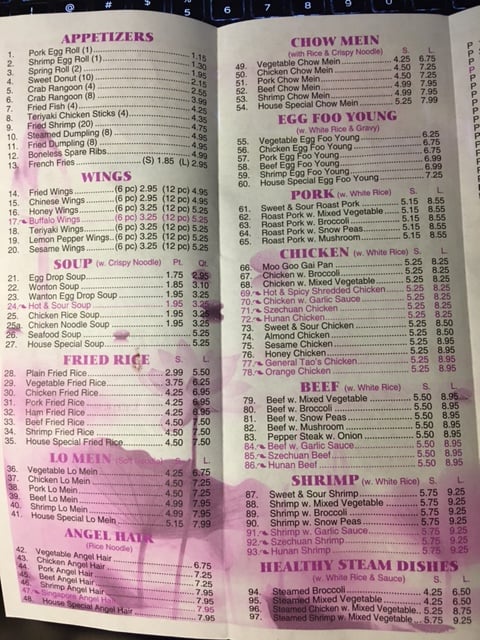 APPETIZERS
1. Pork Egg Roll (1) 1.15
2. Shrimp Egg Roll (1) 1.30
3. Spring Roll (2) 1.95
4. Sweet Donut (10) 2.15
5. Crab Rangoon (4) 2.55
6. Crab Rangoon (8) 3.99
7. Fried Fish (4) 4.25
8. Teriyaki Chicken Sticks (4) 4.35
9. Fried Shrimp (20) 4.75
10. Steamed Dumpling (8) 4.95
11. Fried Dumpling (8) 4.95
12. Boneless Spare Ribs 4.99
13. French Fries (S) 1.85 (L) 2.95
WINGS
14. Fried Wings (6 pc) 2.95 (12 pc) 4.95
15. Chinese Wings (6 pc) 2.95 (12 pc) 4.95
16. Honey Wings (6 pc) 3.25 (12 pc) 5.25
17. Buffalo Wings (6 pc) 3.25 (12 pc) 5.25
18. Teriyaki Wings (6 pc) 3.25 (12 pc) 5.25
19. Lemon Pepper Wings (6 pc) 3.25 (12 pc) 5.25
20. Sesame Wings (6 pc) 3.25 (12 pc) 5.25
SOUP (w. Crispy Noodle) Pt. Qt.
21. Egg Drop Soup 1.75 2.95
22. Wonton Soup 1.85 3.10
23. Wanton Egg Drop Soup 1.95 3.25
24. Hot & Sour Soup 1.95 3.25
25. Chicken Rice Soup 1.95 3.25
25a. Chicken Noodle Soup 1.95 3.25
26. Seafood Soup 5.25
27. House Special Soup 5.25
FRIED RICE S. L.
28. Plain Fried Rice 2.99 5.50
29. Vegetable Fried Rice 3.75 6.25
30. Chicken Fried Rice 4.25 6.95
31. Pork Fried Rice 4.25 6.95
32. Ham Fried Rice 4.25 6.95
33. Beef Fried Rice 4.50 7.50
34. Shrimp Fried Rice 4.50 7.50
35. House Special Fried Rice 4.50 7.50
LO MEIN S. L.
36. Vegetable Lo Mein 4.25 6.75
37. Chicken Lo Mein 4.50 7.25
38. Pork Lo Mein 4.50 7.25
39. Beef Lo Mein 4.99 7.95
40. Shrimp Lo Mein 4.99 7.95
41. House Special Lo Mein 5.15 7.99
ANGEL HAIR
(Rice Noodle)
42. Vegetable Angel Hair 6.75
43. Chicken Angel Hair 7.25
44. Pork Angel Hair 7.25
45. Beef Angel Hair 7.95
46. Shrimp Angel Hair 7.95
47. Singapore Angel Hair 7.95
48. House Special Angel Hair 7.95
CHOW MEIN
(with Rice & Crispy Noodle) S. L.
49. Vegetable Chow Mein 4.25 6.75
50. Chicken Chow Mein 4.50 7.25
51. Pork Chow Mein 4.50 7.25
52. Beef Chow Mein 4.99 7.95
53. Shrimp Chow Mein 4.99 7.95
54. House Special Chow Mein 5.25 7.99
EGG FOO YOUNG
(w. White Rice & Gravy)
55. Vegetable Egg Foo Young 6.25
56. Chicken Egg Foo Young 6.75
57. Pork Egg Foo Young 6.75
58. Beef Egg Foo Young 6.99
59. Shrimp Egg Foo Young 6.99
60. House Special Egg Foo Young 7.25
PORK (w. White Rice) S. L.
61. Sweet & Sour Roast Pork 5.15 8.55
62. Roast Pork w. Mixed Vegetable 5.15 8.55
63. Roast Pork w. Broccoli 5.15 8.55
64. Roast Pork w. Snow Peas 5.15 8.55
65. Roast Pork w. Mushroom 5.15 8.55
CHICKEN (w. White Rice) S. L.
66. Moo Goo Gai Pan 5.25 8.25
67. Chicken w. Broccoli 5.25 8.25
68. Chicken w. Mixed Vegetable 5.25 8.25
69. Hot & Spicy Shredded Chicken 5.25 8.25
70. Chicken w. Garlic Sauce 5.25 8.25
71. Szechuan Chicken 5.25 8.25
72. Hunan Chicken 5.25 8.25
73. Sweet & Sour Chicken 5.25 8.50
74. Almond Chicken 5.25 8.50
75. Sesame Chicken 5.25 8.95
76. Honey Chicken 5.25 8.95
77. General Tao's Chicken 5.25 8.95
78. Orange Chicken 5.25 8.95
BEEF (w. White Rice) S. L.
79. Beef w. Mixed Vegetable 5.50 8.95
80. Beef w. Broccoli 5.50 8.95
81. Beef w. Snow Peas 5.50 8.95
82. Beef w. Mushroom 5.50 8.95
83. Pepper Steak w. Onion 5.50 8.95
84. Beef w. Garlic Sauce 5.50 8.95
85. Szechuan Beef 5.50 8.95
86. Hunan Beef 5.50 8.95
SHRIMP (w. White Rice) S. L.
87. Sweet & Sour Shrimp 5.75 9.25
88. Shrimp w. Mixed Vegetable 5.75 9.25
89. Shrimp w. Broccoli 5.75 9.25
90. Shrimp w. Snow Peas 5.75 9.25
91. Shrimp w. Garlic Sauce 5.75 9.25
92. Szechuan Shrimp 5.75 9.25
93. Hunan Shrimp 5.75 9.25
HEALTHY STEAM DISHES
(w. White Rice & Sauce) S. L.
94. Steamed Broccoli 4.25 6.50
95. Steamed Mixed Vegetable 4.25 6.50
96. Steamed Chicken w. Mixed Vegetable 5.25 8.75
97. Steamed Shrimp w. Mixed Vegetable 5.75 9.25